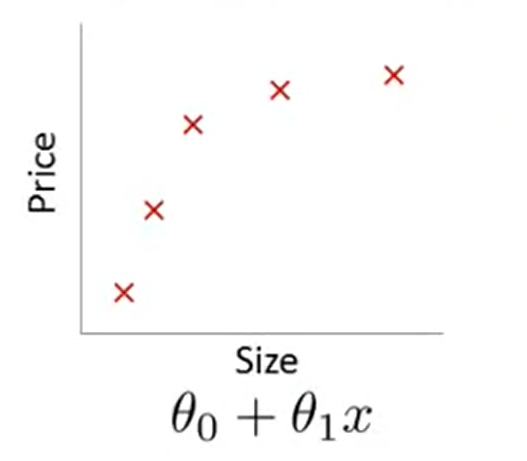 Price
Size
θ₀ + θ₁x